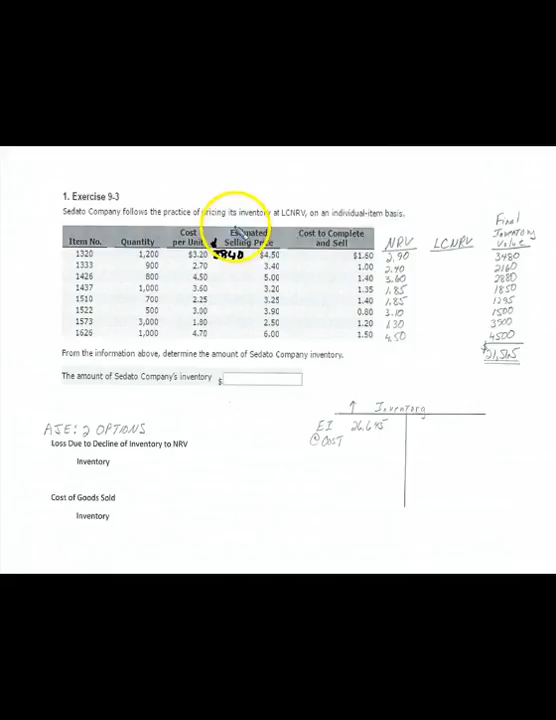 1. Exercise 9-3
Sedato Company follows the practice of pricing its inventory at LCNRV, on an individual-item basis.
Item No. Quantity Cost per Unit Estimated Selling Price Cost to Complete and Sell NRV LCNRV Final Inventory Value
1320 1,200 $3.20 3840 $4.50 $1.60 2.90 3480
1333 900 2.70 3.40 1.00 2.40 2160
1426 800 4.50 5.00 1.40 3.60 2880
1437 1,000 3.60 3.20 1.35 1.85 1850
1510 700 2.25 3.25 1.40 1.85 1295
1522 500 3.00 3.90 0.80 3.10 1500
1573 3,000 1.80 2.50 1.20 1.30 3900
1626 1,000 4.70 6.00 1.50 4.50 4500
$21,565
From the information above, determine the amount of Sedato Company inventory.
The amount of Sedato Company's inventory $
↑ Inventory
AJE: 2 OPTIONS
EI 26,645
@ COST
Loss Due to Decline of Inventory to NRV
Inventory
Cost of Goods Sold
Inventory